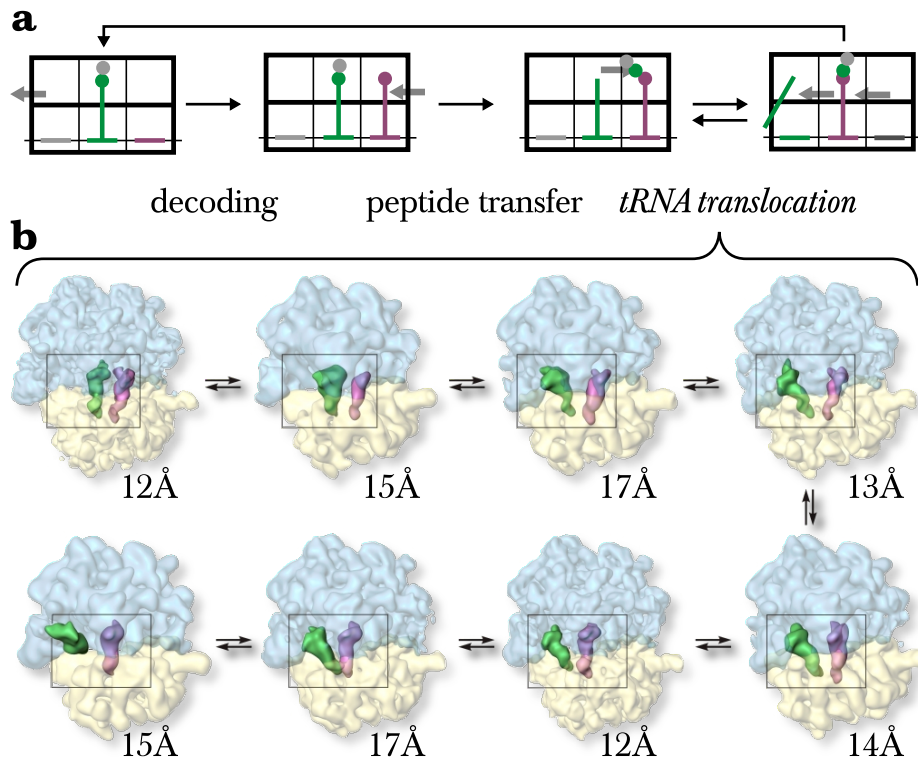 a
decoding peptide transfer tRNA translocation
b
12Å 15Å 17Å 13Å
15Å 17Å 12Å 14Å